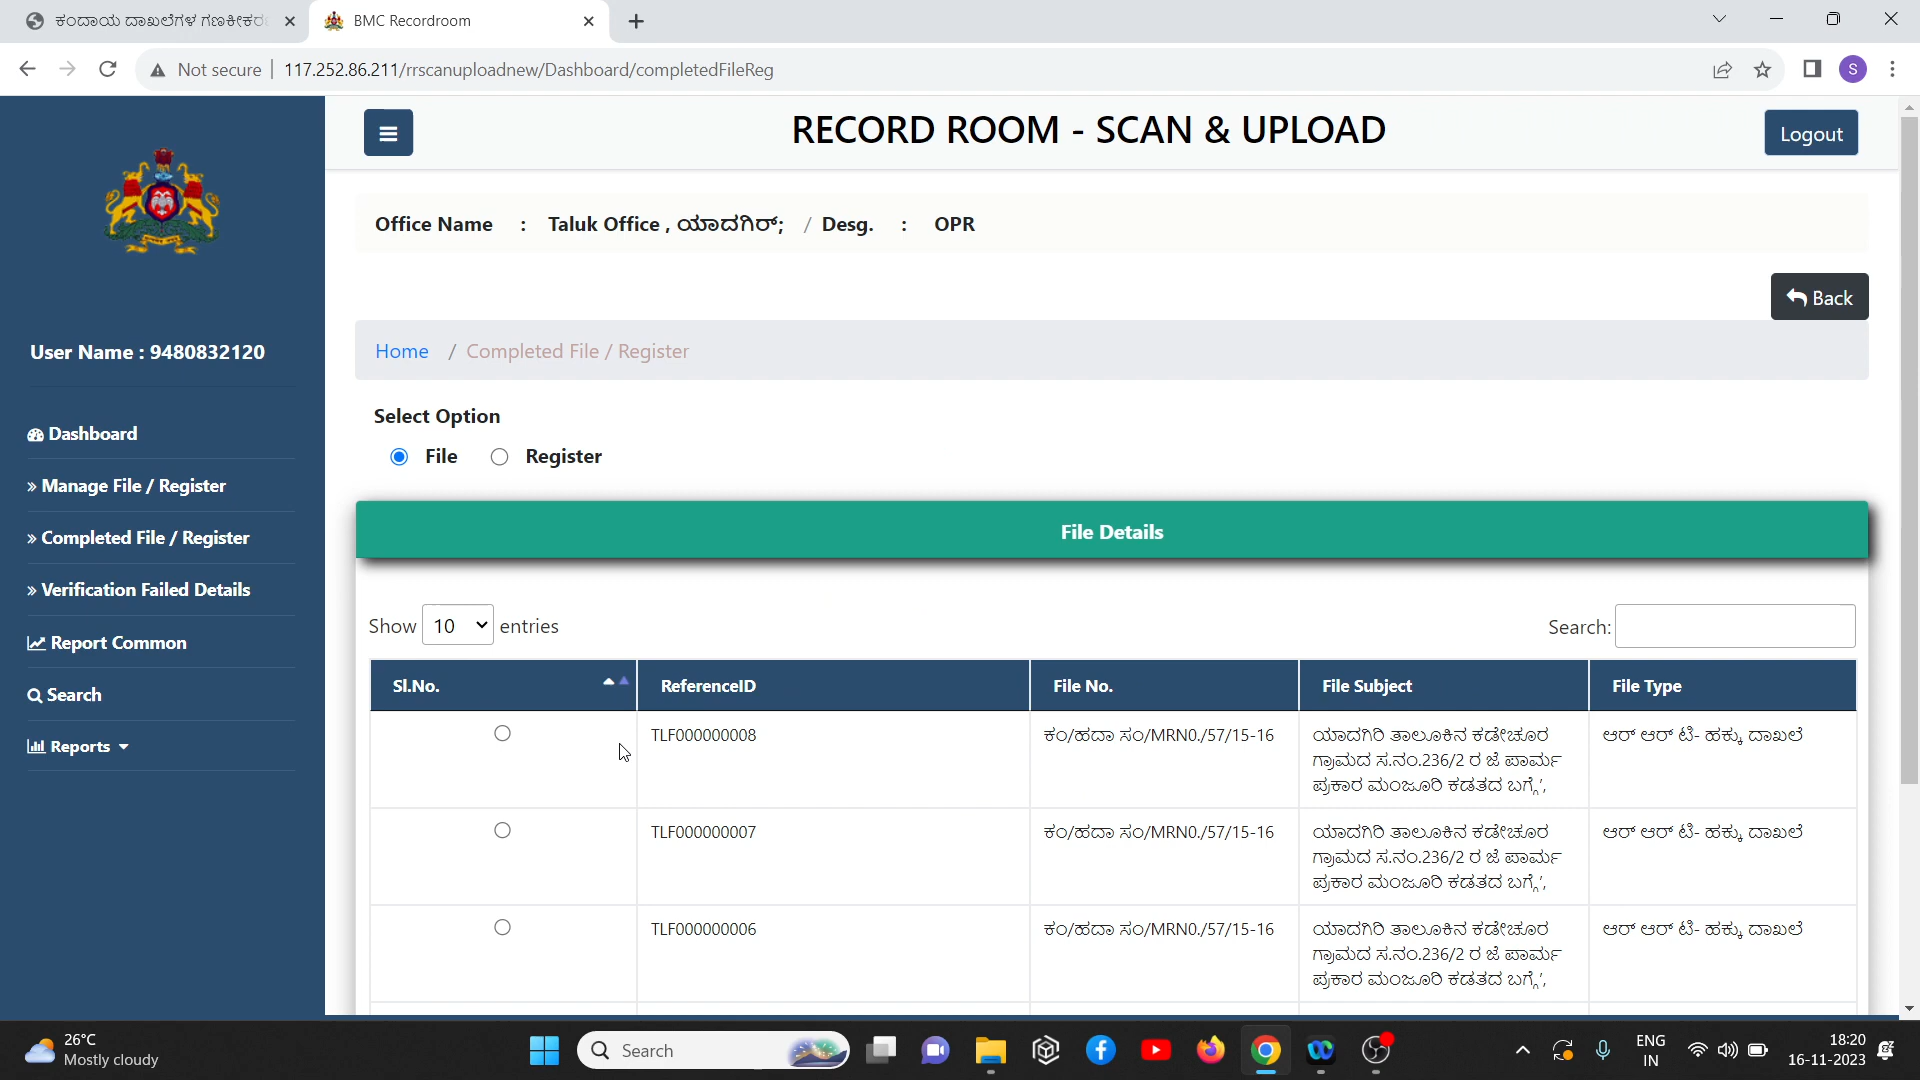 ಕಂದಾಯ ದಾಖಲೆಗಳ ಗಣಕೀಕರಣ
BMC Recordroom
Not secure
117.252.86.211/rrscanuploadnew/Dashboard/completedFileReg
S
RECORD ROOM - SCAN & UPLOAD
Logout
Office Name : Taluk Office , ಯಾದಗಿರ್; / Desg. : OPR
Back
User Name : 9480832120
Home / Completed File / Register
Select Option
File Register
Dashboard
» Manage File / Register
» Completed File / Register
» Verification Failed Details
Report Common
Search
Reports
File Details
Show 10 entries
Search:
Sl.No. ReferenceID File No. File Subject File Type
TLF000000008 ಕಂ/ಹದಾ ಸಂ/MRN0./57/15-16 ಯಾದಗಿರಿ ತಾಲೂಕಿನ ಕಡೇಚೂರ ಆರ್ ಆರ್ ಟಿ- ಹಕ್ಕು ದಾಖಲೆ
ಗ್ರಾಮದ ಸ.ನಂ.236/2 ರ ಜೆ ಪಾರ್ಮ
ಪ್ರಕಾರ ಮಂಜೂರಿ ಕಡತದ ಬಗ್ಗೆ',
TLF000000007 ಕಂ/ಹದಾ ಸಂ/MRN0./57/15-16 ಯಾದಗಿರಿ ತಾಲೂಕಿನ ಕಡೇಚೂರ ಆರ್ ಆರ್ ಟಿ- ಹಕ್ಕು ದಾಖಲೆ
ಗ್ರಾಮದ ಸ.ನಂ.236/2 ರ ಜೆ ಪಾರ್ಮ
ಪ್ರಕಾರ ಮಂಜೂರಿ ಕಡತದ ಬಗ್ಗೆ',
TLF000000006 ಕಂ/ಹದಾ ಸಂ/MRN0./57/15-16 ಯಾದಗಿರಿ ತಾಲೂಕಿನ ಕಡೇಚೂರ ಆರ್ ಆರ್ ಟಿ- ಹಕ್ಕು ದಾಖಲೆ
ಗ್ರಾಮದ ಸ.ನಂ.236/2 ರ ಜೆ ಪಾರ್ಮ
ಪ್ರಕಾರ ಮಂಜೂರಿ ಕಡತದ ಬಗ್ಗೆ',
26°C
Mostly cloudy
Search
ENG
IN
18:20
16-11-2023